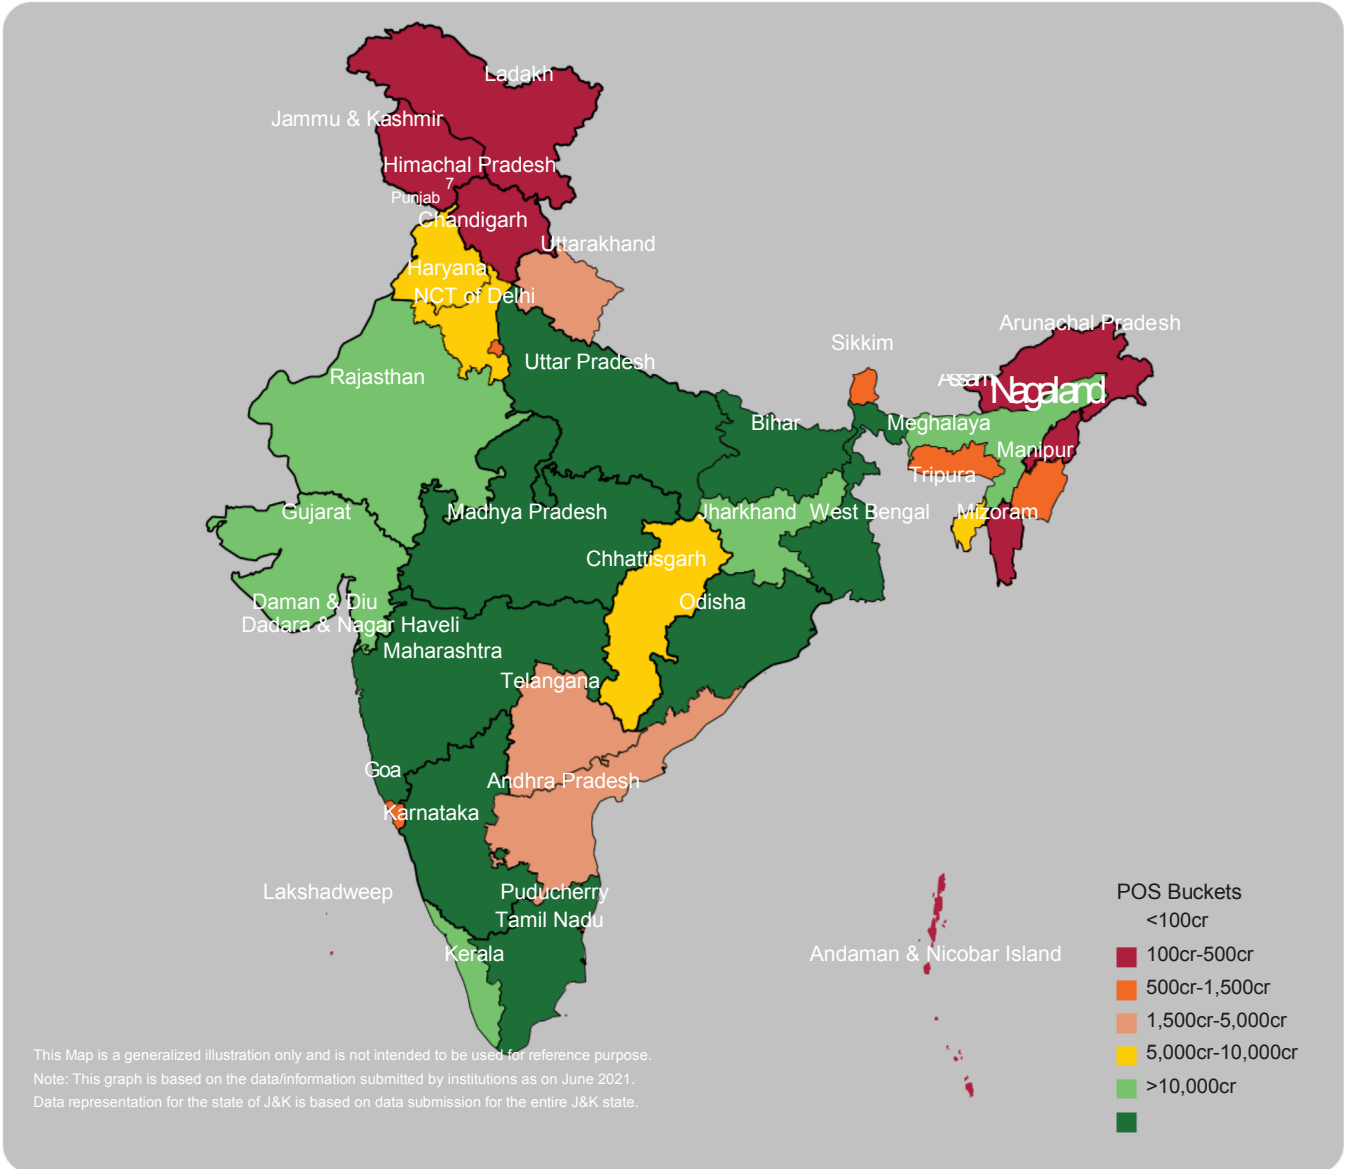 Ladakh
Jammu & Kashmir
Himachal Pradesh
7
Punjab
Chandigarh
Uttarakhand
Haryana
NCT of Delhi
Arunachal Pradesh
Sikkim
Uttar Pradesh
Rajasthan
Assam
Nagaland
Bihar
Meghalaya
Manipur
Tripura
Gujarat
Madhya Pradesh
Jharkhand
West Bengal
Mizoram
Chhattisgarh
Daman & Diu
Odisha
Dadara & Nagar Haveli
Maharashtra
Telangana
Goa
Andhra Pradesh
Karnataka
Lakshadweep
Puducherry
Tamil Nadu
Kerala
Andaman & Nicobar Island
POS Buckets
<100cr
100cr-500cr
500cr-1,500cr
1,500cr-5,000cr
5,000cr-10,000cr
>10,000cr
This Map is a generalized illustration only and is not intended to be used for reference purpose.
Note: This graph is based on the data/information submitted by institutions as on June 2021.
Data representation for the state of J&K is based on data submission for the entire J&K state.